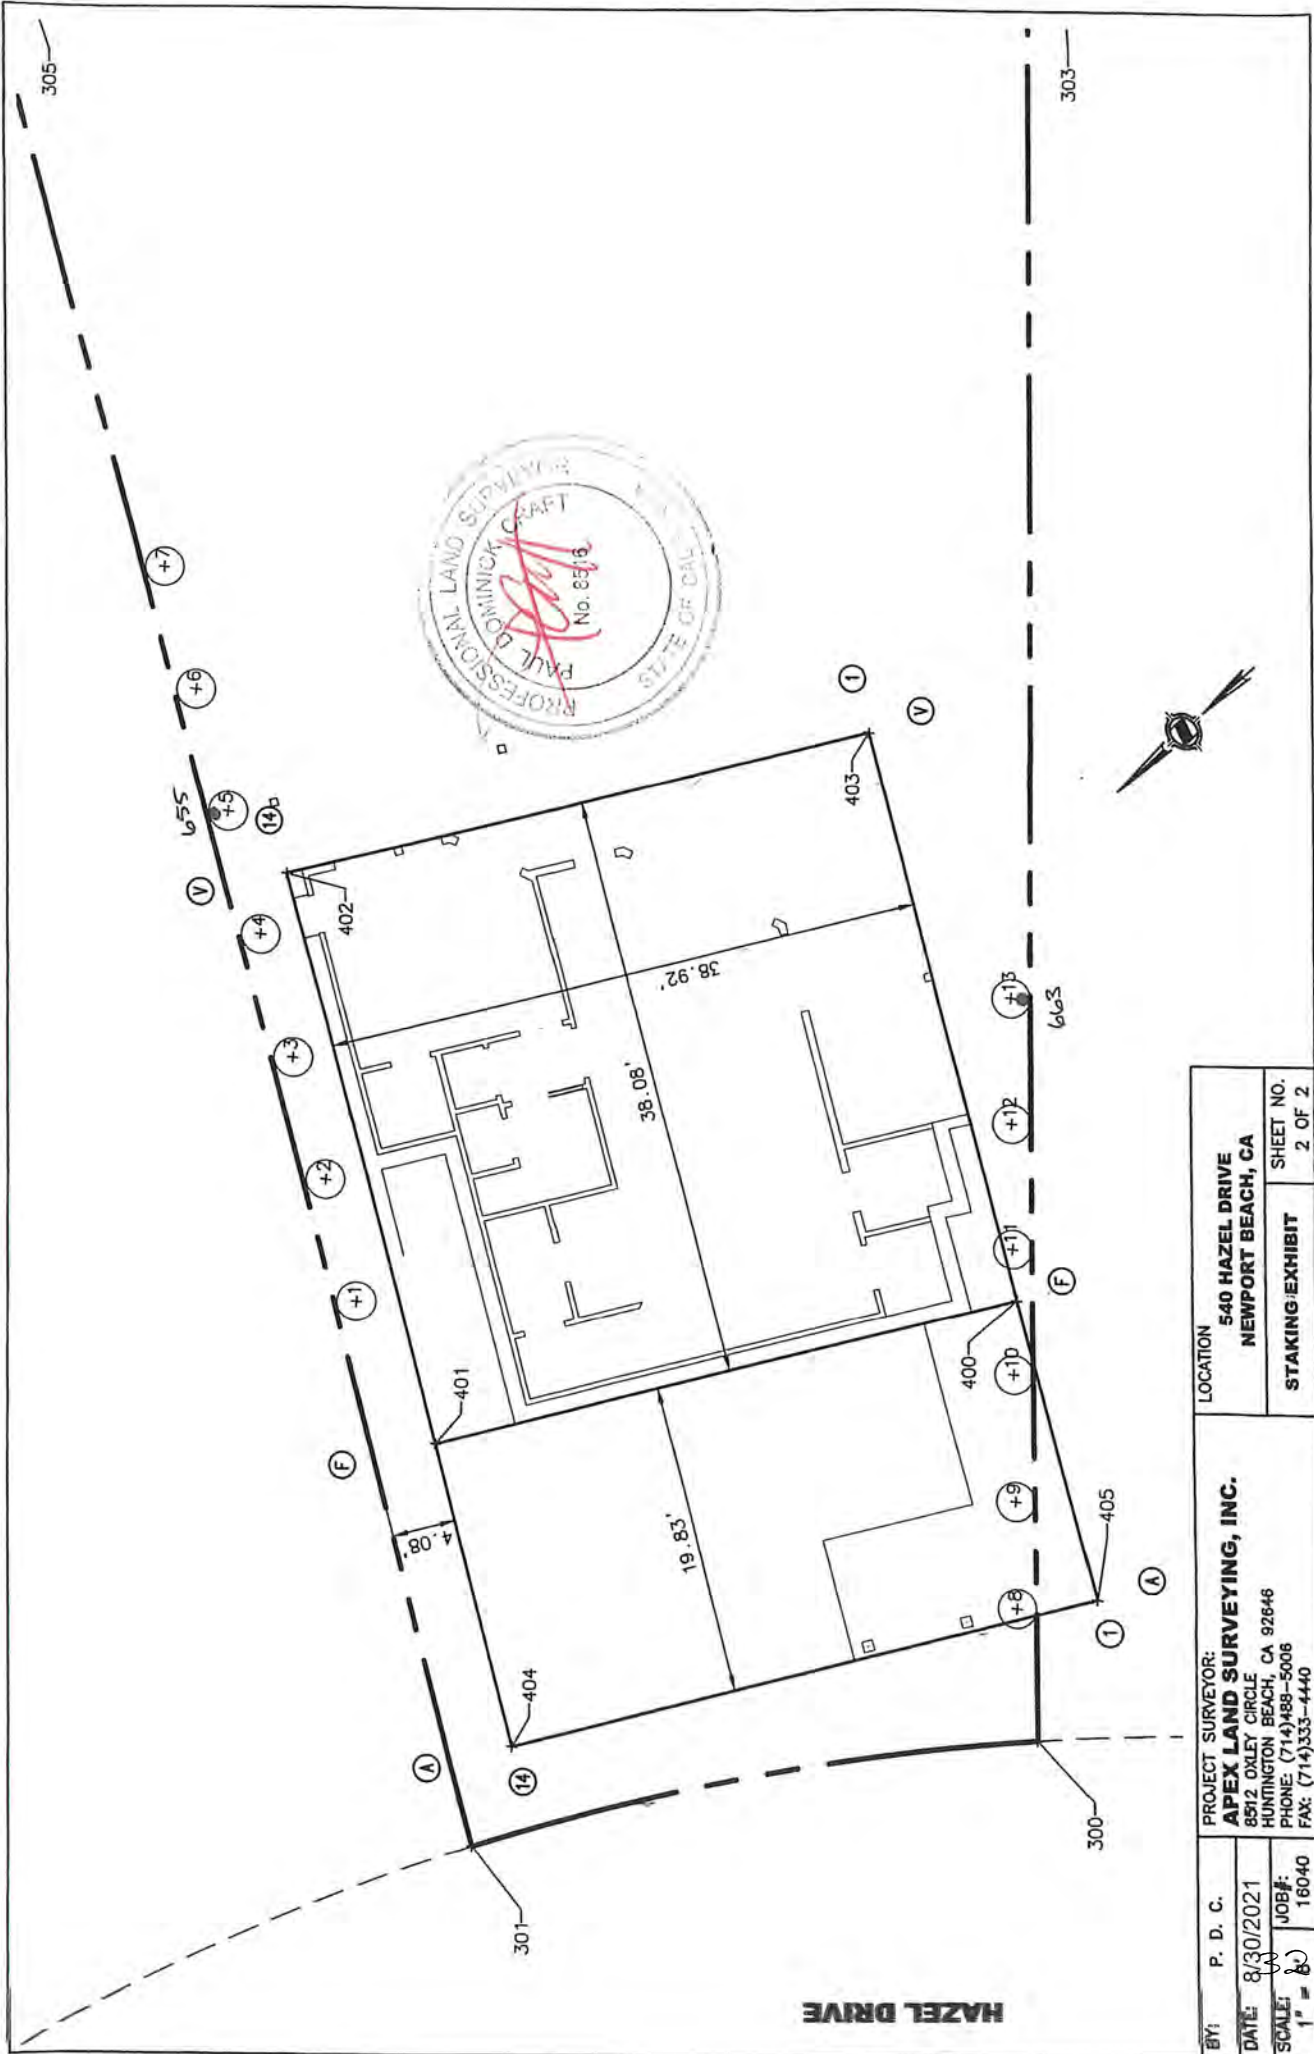 305
+7
+6
655
+5
14
V
+4
402
+3
+2
+1
F
401
4.08'
A
404
14
301
PROFESSIONAL LAND SURVEYOR
PAUL DOMINICK CRAFT
No. 8516
STATE OF
1
V
403
38.92'
38.08'
19.83'
303
+13
663
+12
+11
F
400
+10
+9
405
+8
A
1
300
HAZEL DRIVE
BY: P. D. C.
DATE: 8/30/2021
SCALE:
1" =
JOB#:
16040
PROJECT SURVEYOR:
APEX LAND SURVEYING, INC.
8512 OXLEY CIRCLE
HUNTINGTON BEACH, CA 92646
PHONE: (714)488-5006
FAX: (714)333-4440
LOCATION
540 HAZEL DRIVE
NEWPORT BEACH, CA
STAKING EXHIBIT
SHEET NO.
2 OF 2